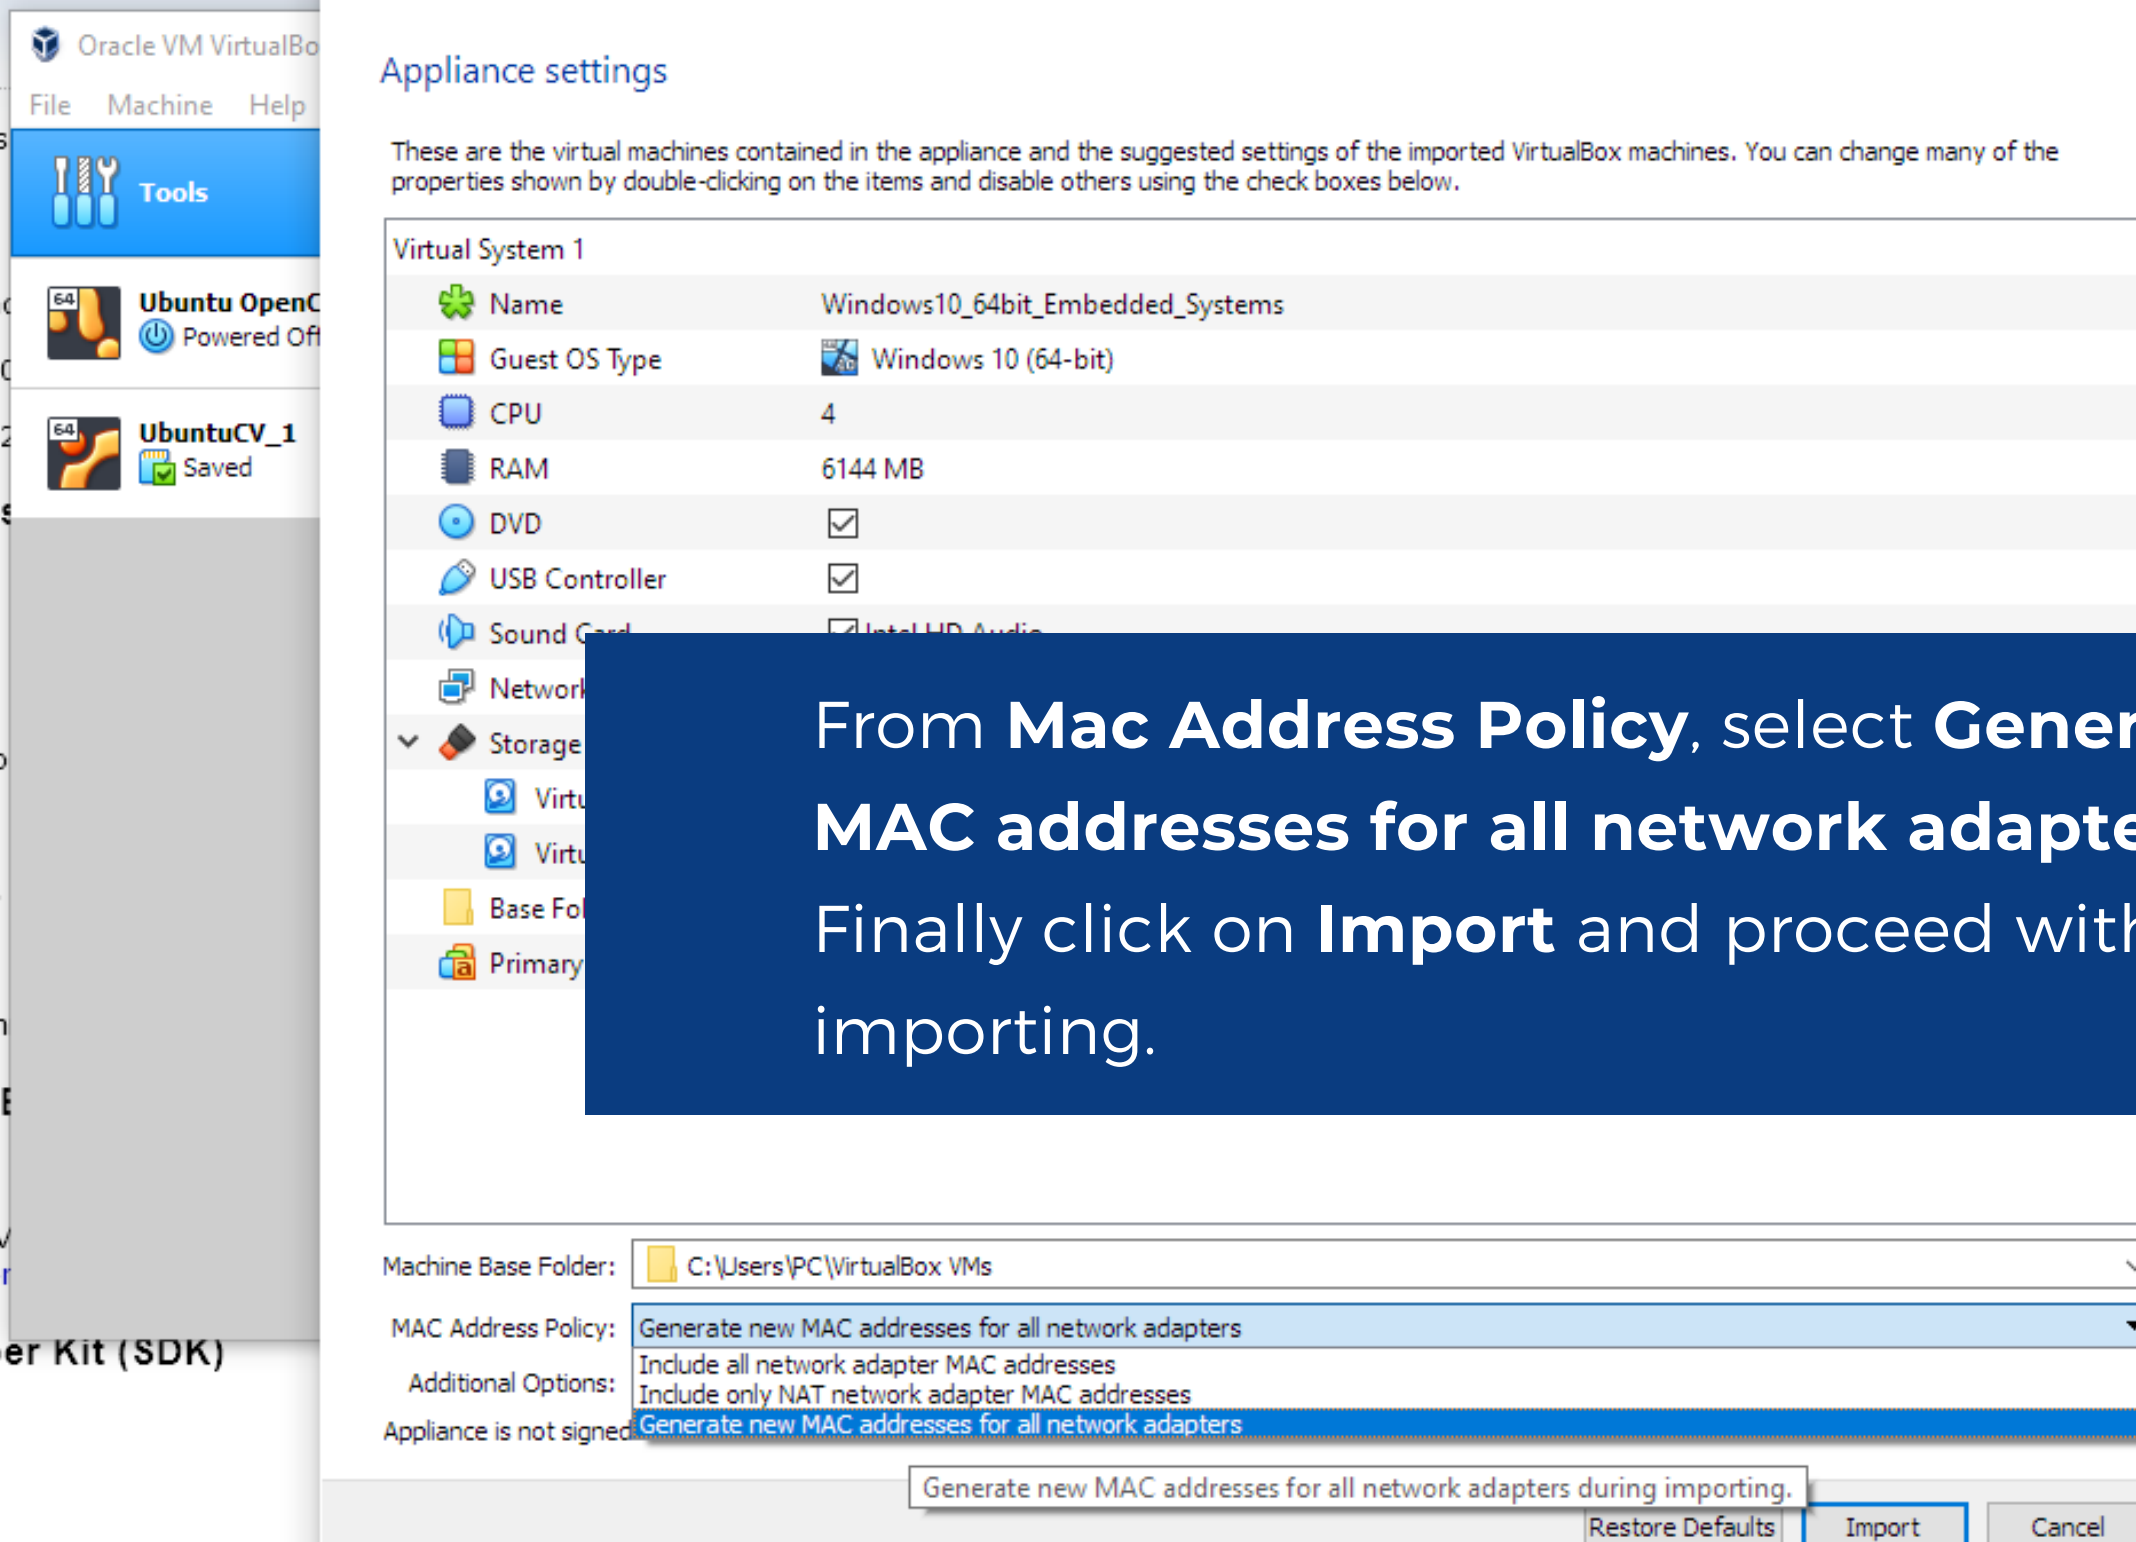 Oracle VM VirtualBo
File Machine Help
Tools
64
Ubuntu OpenC
Powered Off
64
UbuntuCV_1
Saved
er Kit (SDK)
Appliance settings
These are the virtual machines contained in the appliance and the suggested settings of the imported VirtualBox machines. You can change many of the
properties shown by double-clicking on the items and disable others using the check boxes below.
Virtual System 1
Name Windows10_64bit_Embedded_Systems
Guest OS Type Windows 10 (64-bit)
CPU 4
RAM 6144 MB
DVD
USB Controller
Sound Card Intel HD Audio
Network
Storage
Virtu
Virtu
Base Fol
Primary
From Mac Address Policy, select Gener
MAC addresses for all network adapte
Finally click on Import and proceed with
importing.
Machine Base Folder: C:\Users\PC\VirtualBox VMs
MAC Address Policy: Generate new MAC addresses for all network adapters
Include all network adapter MAC addresses
Additional Options:
Include only NAT network adapter MAC addresses
Appliance is not signed
Generate new MAC addresses for all network adapters
Generate new MAC addresses for all network adapters during importing.
Restore Defaults Import Cancel